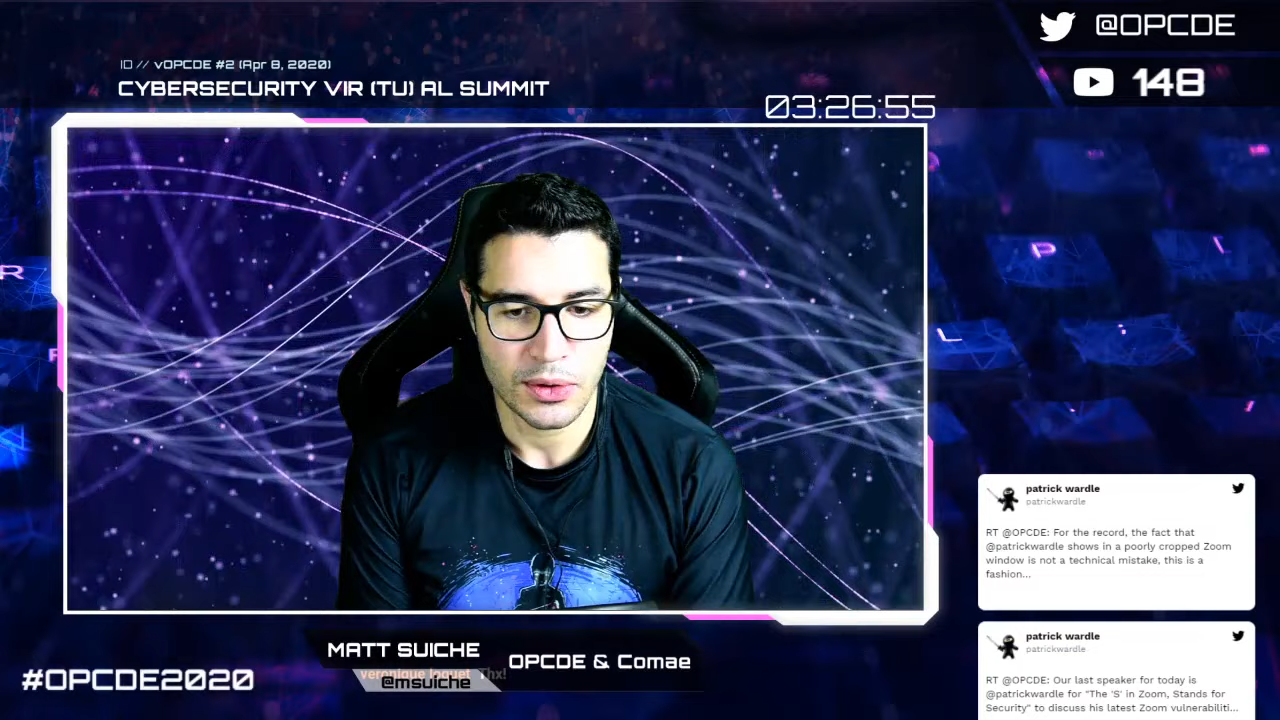 @OPCDE
148
ID // vOPCDE #2 (Apr 8, 2020)
CYBERSECURITY VIR (TU) AL SUMMIT
03:26:55
R
P
L
patrick wardle
patrickwardle
RT @OPCDE: For the record, the fact that
@patrickwardle shows in a poorly cropped Zoom
window is not a technical mistake, this is a
fashion...
patrick wardle
patrickwardle
RT @OPCDE: Our last speaker for today is
@patrickwardle for "The 'S' in Zoom, Stands for
Security" to discuss his latest Zoom vulnerabiliti...
MATT SUICHE
OPCDE & Comae
veronique loquet Thx!
@msuiche
#OPCDE2020